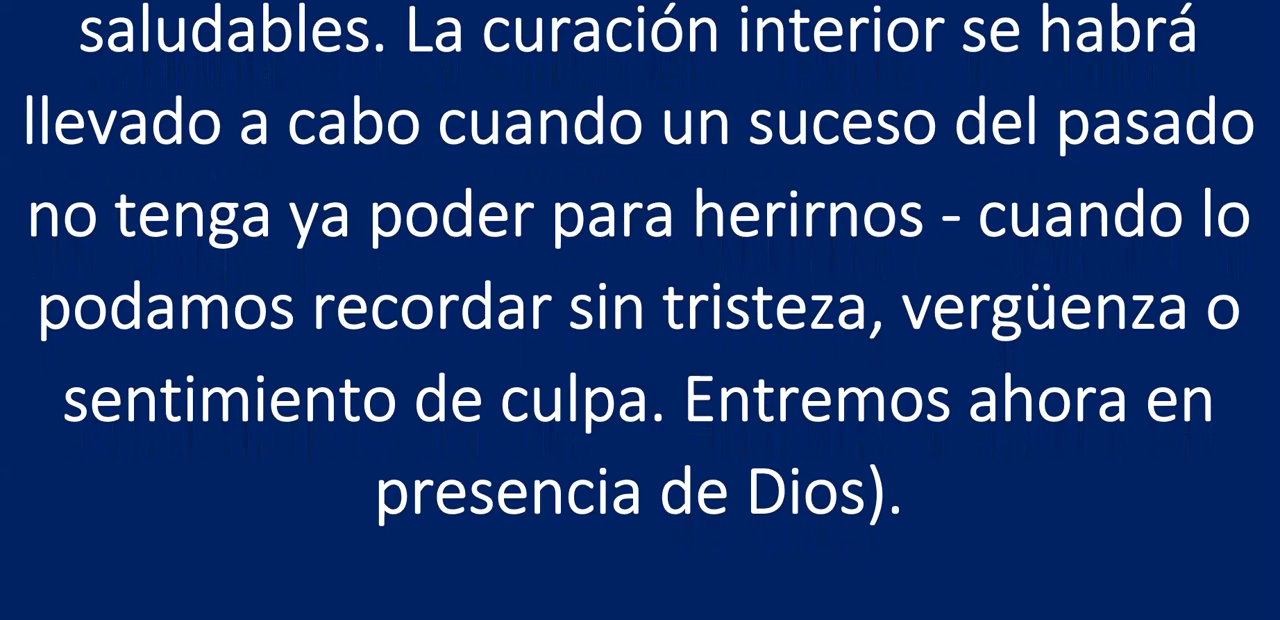 saludables. La curación interior se habrá
llevado a cabo cuando un suceso del pasado
no tenga ya poder para herirnos - cuando lo
podamos recordar sin tristeza, vergüenza o
sentimiento de culpa. Entremos ahora en
presencia de Dios).